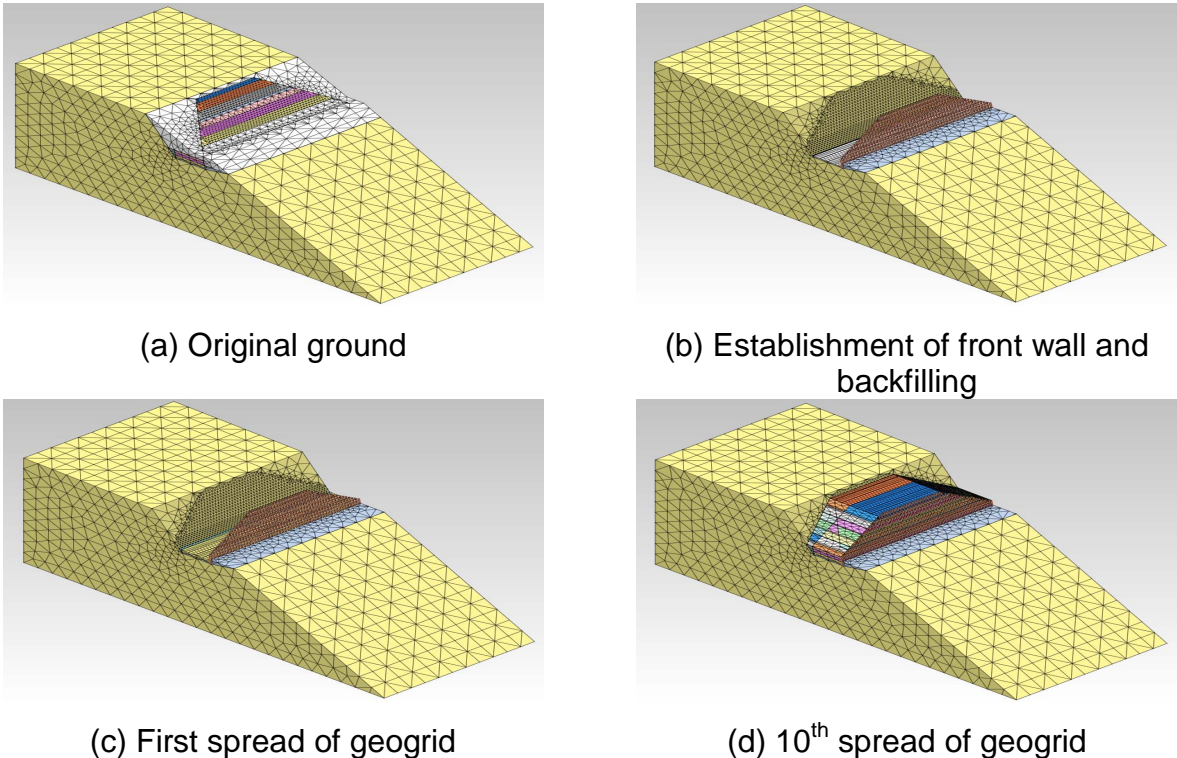 (a) Original ground
(b) Establishment of front wall and
backfilling
(c) First spread of geogrid
(d) 10th spread of geogrid